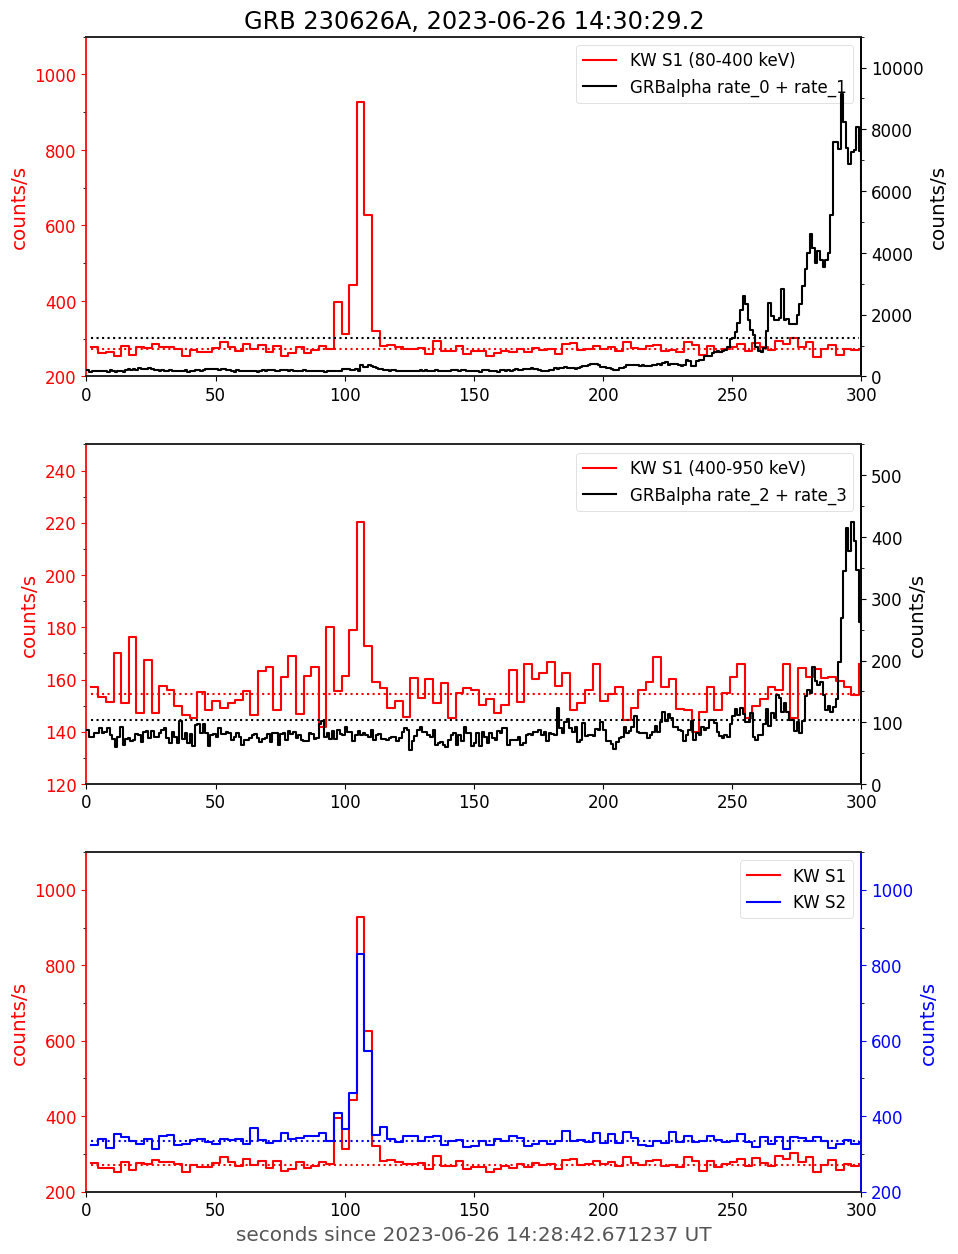 GRB 230626A, 2023-06-26 14:30:29.2
KW S1 (80-400 keV)
GRBalpha rate_0 + rate_1
1000
800
600
400
200
counts/s
10000
8000
6000
4000
2000
0
counts/s
0 50 100 150 200 250 300
KW S1 (400-950 keV)
GRBalpha rate_2 + rate_3
240
220
200
180
160
140
120
counts/s
500
400
300
200
100
0
counts/s
0 50 100 150 200 250 300
KW S1
KW S2
1000
800
600
400
200
counts/s
1000
800
600
400
200
counts/s
0 50 100 150 200 250 300
seconds since 2023-06-26 14:28:42.671237 UT